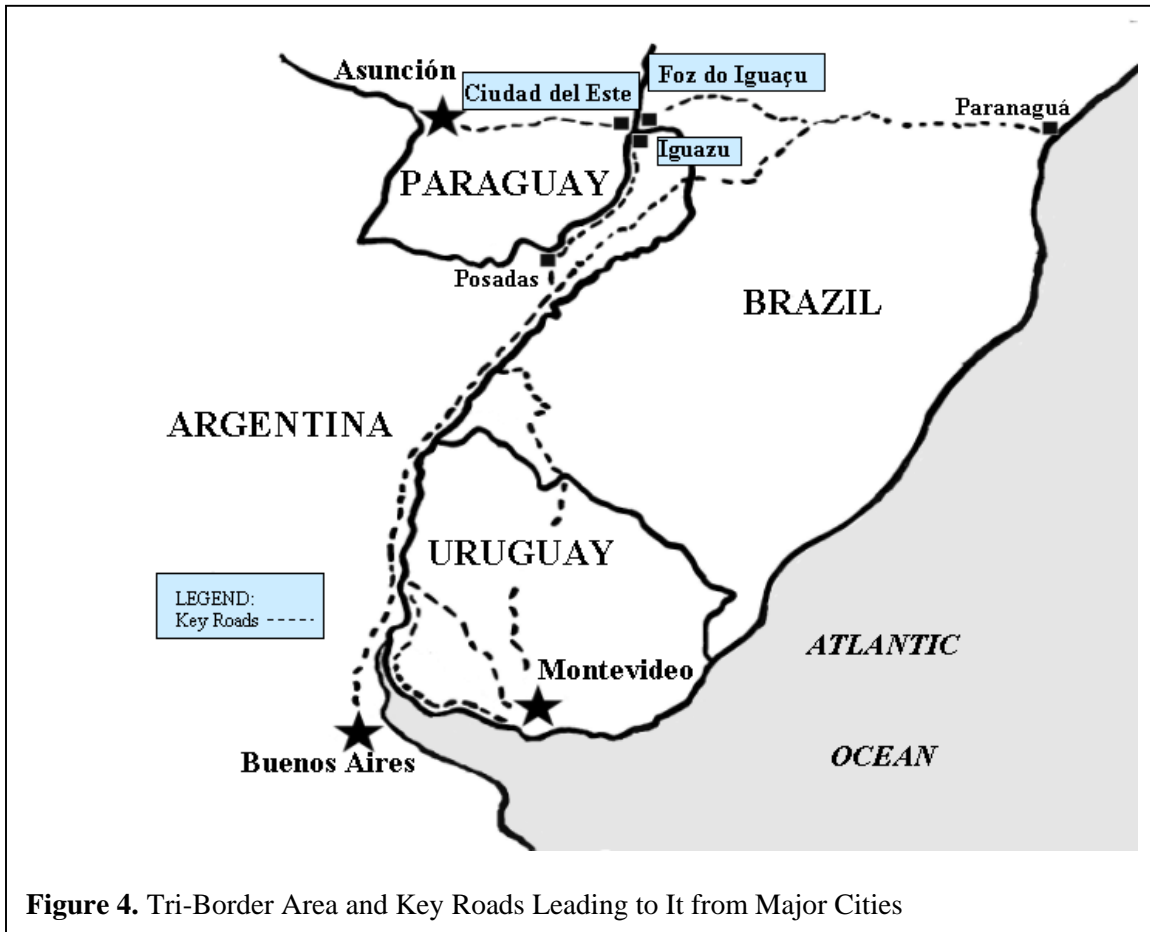 Asunción
Foz do Iguaçu
Ciudad del Este
Paranaguá
Iguazu
PARAGUAY
Posadas
BRAZIL
ARGENTINA
URUGUAY
LEGEND:
Key Roads -----
ATLANTIC
Montevideo
Buenos Aires
OCEAN
Figure 4. Tri-Border Area and Key Roads Leading to It from Major Cities